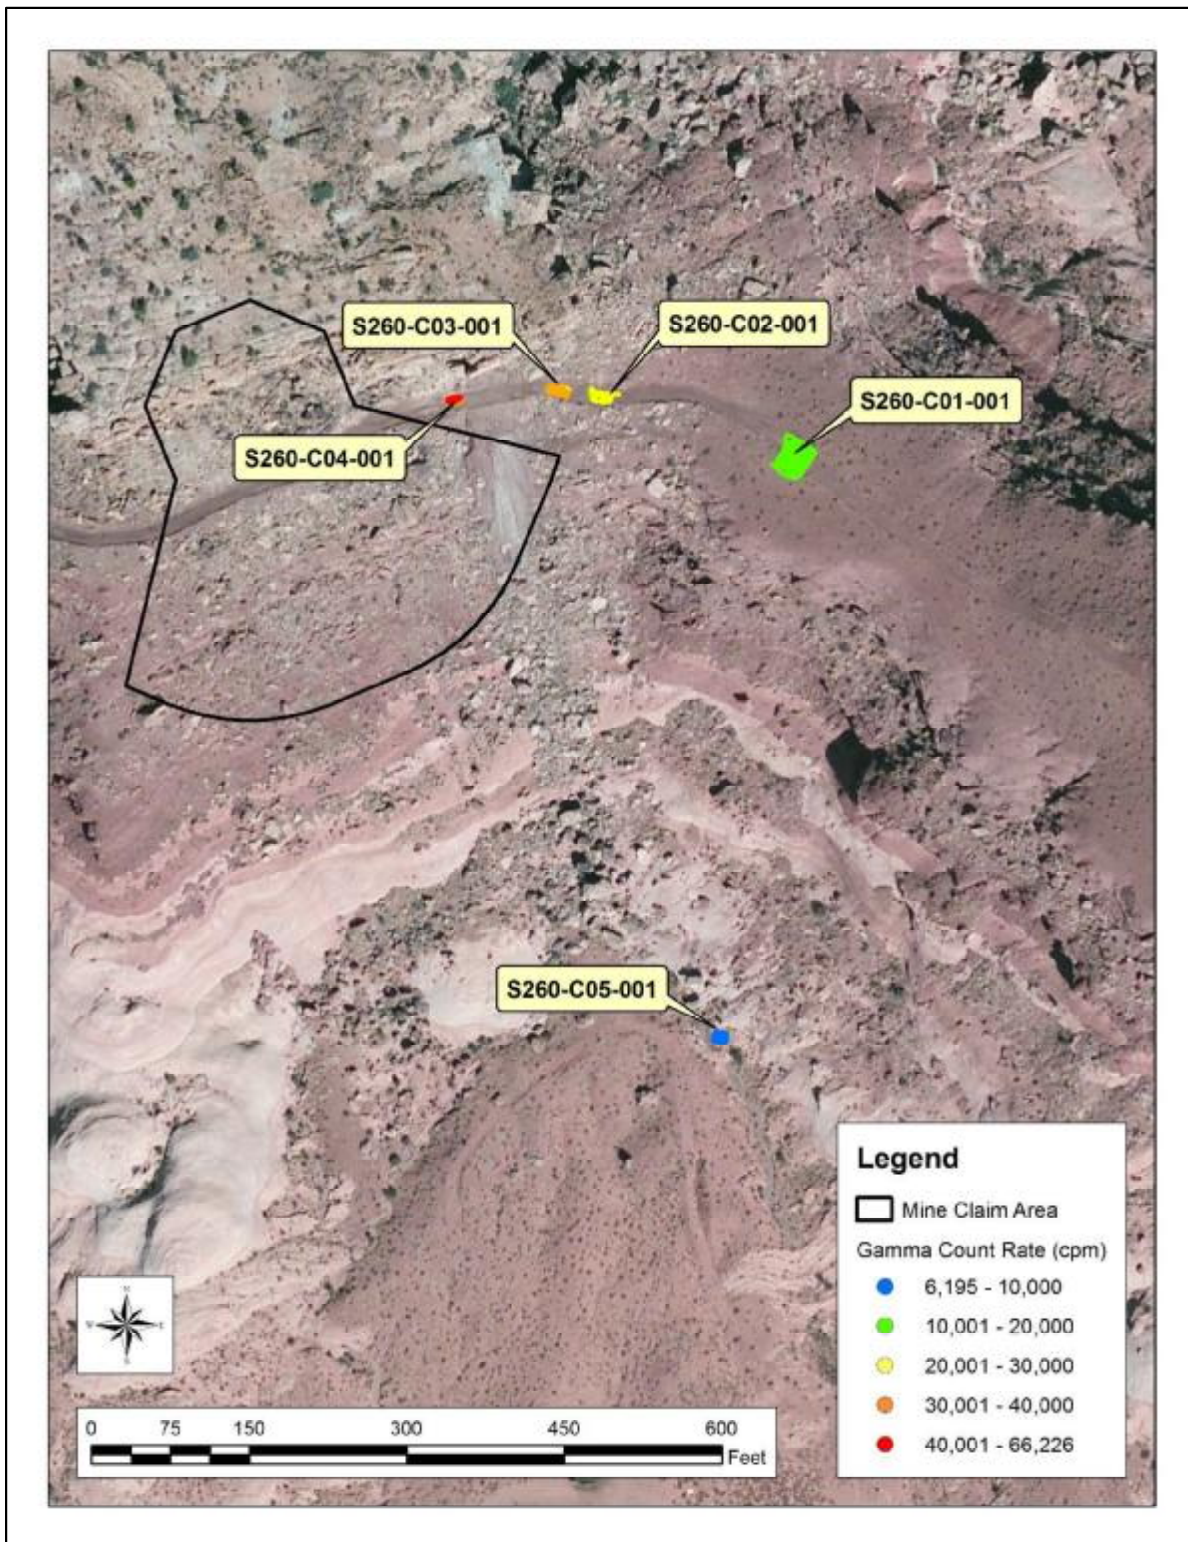 S260-C03-001
S260-C02-001
S260-C01-001
S260-C04-001
S260-C05-001
Legend
Mine Claim Area
Gamma Count Rate (cpm)
6,195 - 10,000
10,001 - 20,000
20,001 - 30,000
30,001 - 40,000
40,001 - 66,226
N
W E
S
0 75 150 300 450 600
Feet